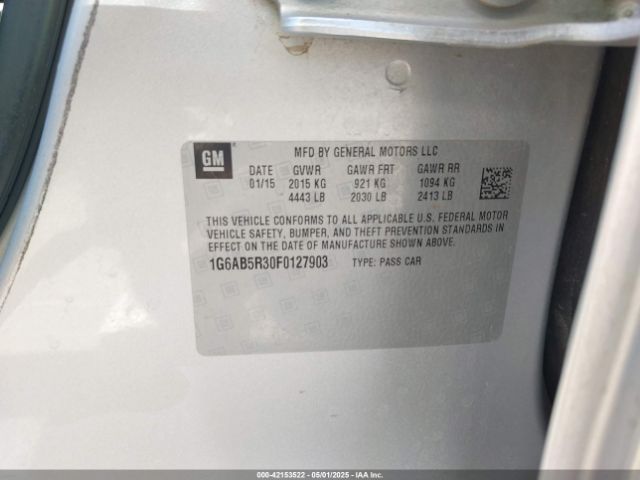 GM
MFD BY GENERAL MOTORS LLC
DATE GVWR GAWR FRT GAWR RR
01/15 2015 KG 921 KG 1094 KG
4443 LB 2030 LB 2413 LB
THIS VEHICLE CONFORMS TO ALL APPLICABLE U.S. FEDERAL MOTOR
VEHICLE SAFETY, BUMPER, AND THEFT PREVENTION STANDARDS IN
EFFECT ON THE DATE OF MANUFACTURE SHOWN ABOVE.
1G6AB5R30F0127903 TYPE: PASS CAR
000-42153522 - 05/01/2025 - IAAI.COM